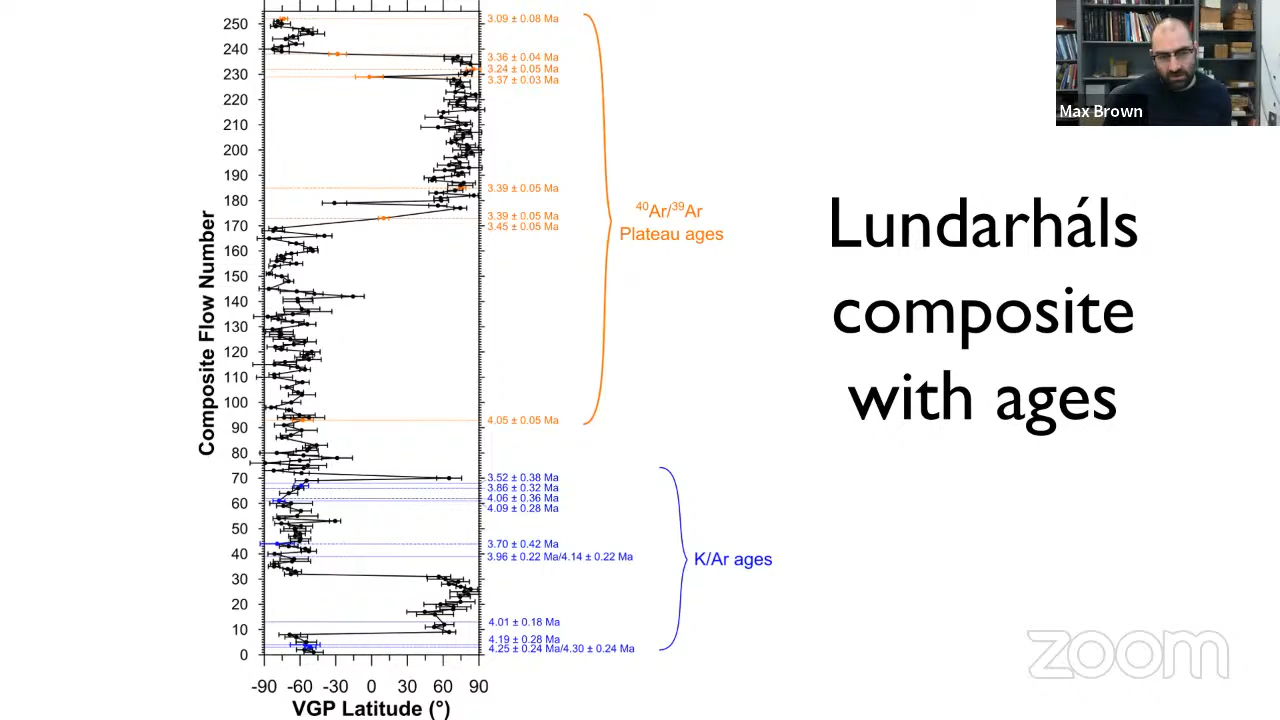 Composite Flow Number
250
240
230
220
210
200
190
180
170
160
150
140
130
120
110
100
90
80
70
60
50
40
30
20
10
0
-90 -60 -30 0 30 60 90
VGP Latitude (°)
3.09 ± 0.08 Ma
3.36 ± 0.04 Ma
3.24 ± 0.05 Ma
3.37 ± 0.03 Ma
3.39 ± 0.05 Ma
3.39 ± 0.05 Ma
3.45 ± 0.05 Ma
4.05 ± 0.05 Ma
3.52 ± 0.38 Ma
3.86 ± 0.32 Ma
4.06 ± 0.36 Ma
4.09 ± 0.28 Ma
3.70 ± 0.42 Ma
3.96 ± 0.22 Ma/4.14 ± 0.22 Ma
4.01 ± 0.18 Ma
4.19 ± 0.28 Ma
4.25 ± 0.24 Ma/4.30 ± 0.24 Ma
⁴⁰Ar/³⁹Ar
Plateau ages
K/Ar ages
Lundarháls
composite
with ages
Max Brown
zoom